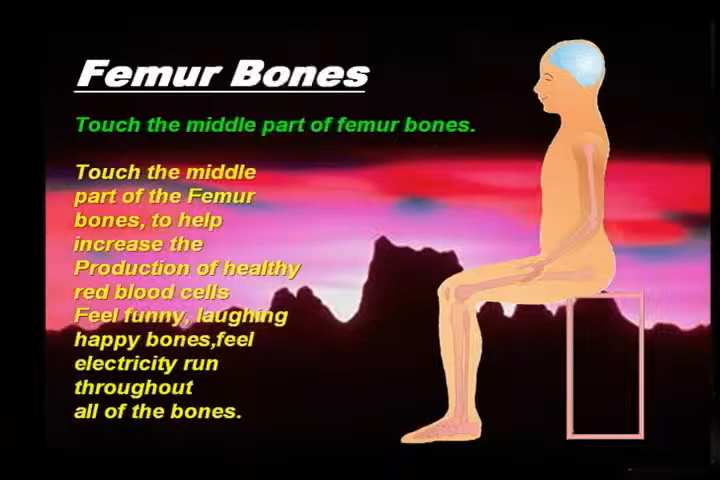 Femur Bones
Touch the middle part of femur bones.
Touch the middle
part of the Femur
bones, to help
increase the
Production of healthy
red blood cells
Feel funny, laughing
happy bones,feel
electricity run
throughout
all of the bones.